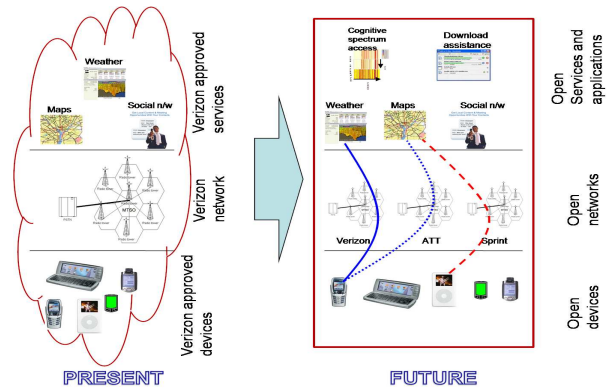 Weather
Maps
Social n/w
Verizon approved
services
MTSO
Verizon
network
Verizon approved
devices
PRESENT
Cognitive
spectrum
access
Download
assistance
Weather
Maps
Social n/w
Open
Services and
applications
Verizon
ATT
Sprint
Open
networks
Open
devices
FUTURE